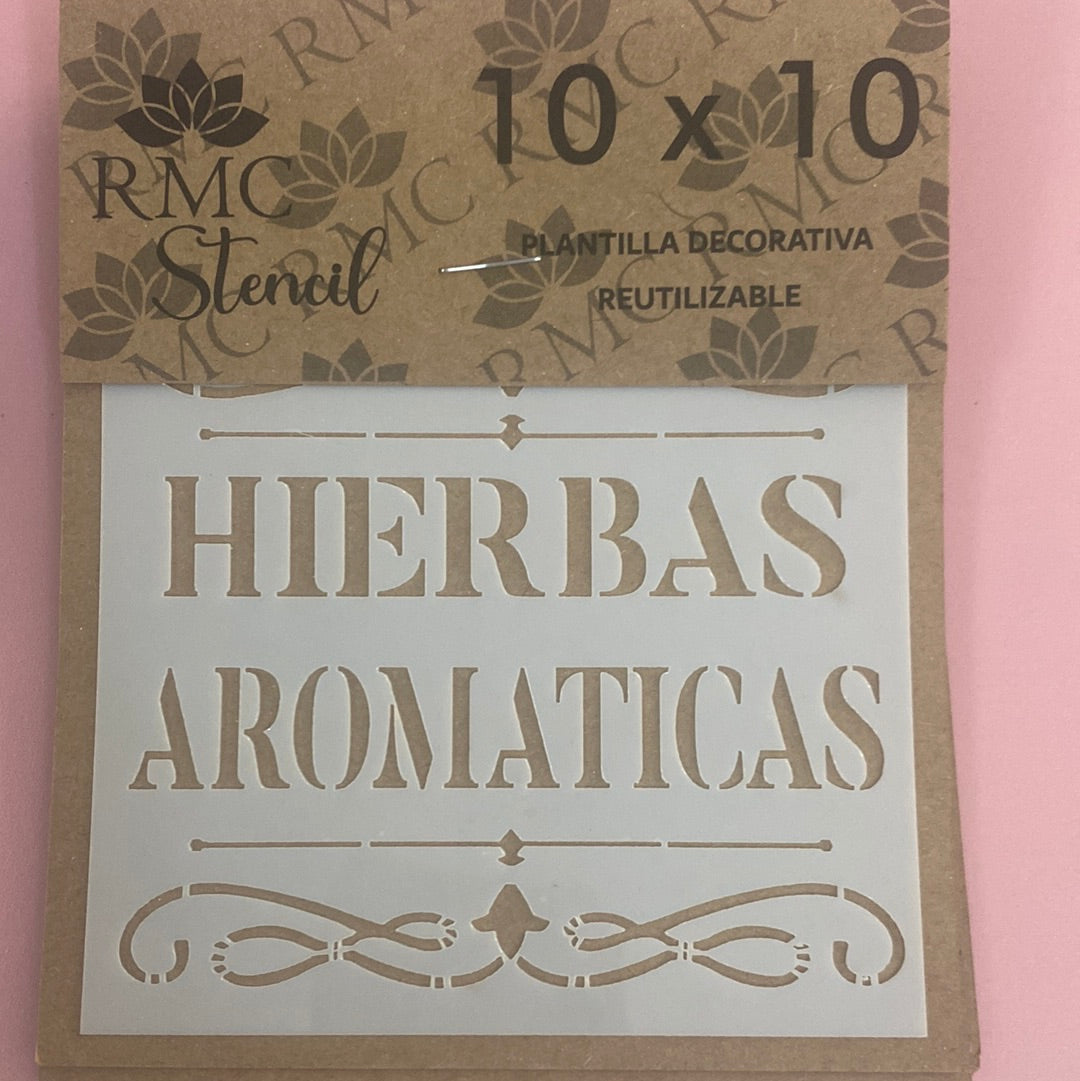 RMC
Stencil
10 x 10
PLANTILLA DECORATIVA
REUTILIZABLE
HIERBAS
AROMATICAS